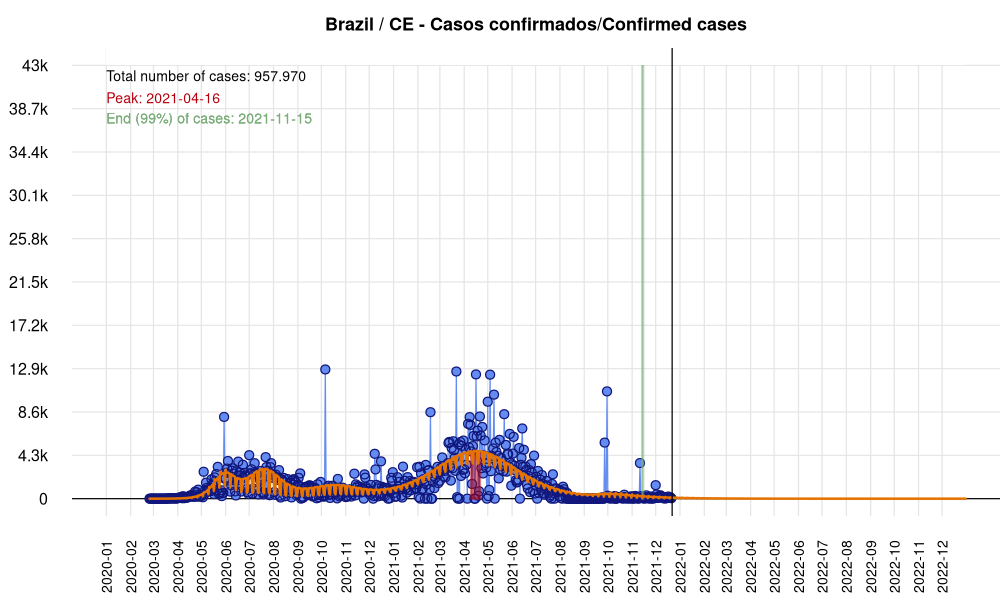 Brazil / CE - Casos confirmados/Confirmed cases
Total number of cases: 957.970
Peak: 2021-04-16
End (99%) of cases: 2021-11-15
43k
38.7k
34.4k
30.1k
25.8k
21.5k
17.2k
12.9k
8.6k
4.3k
0
2020-01
2020-02
2020-03
2020-04
2020-05
2020-06
2020-07
2020-08
2020-09
2020-10
2020-11
2020-12
2021-01
2021-02
2021-03
2021-04
2021-05
2021-06
2021-07
2021-08
2021-09
2021-10
2021-11
2021-12
2022-01
2022-02
2022-03
2022-04
2022-05
2022-06
2022-07
2022-08
2022-09
2022-10
2022-11
2022-12